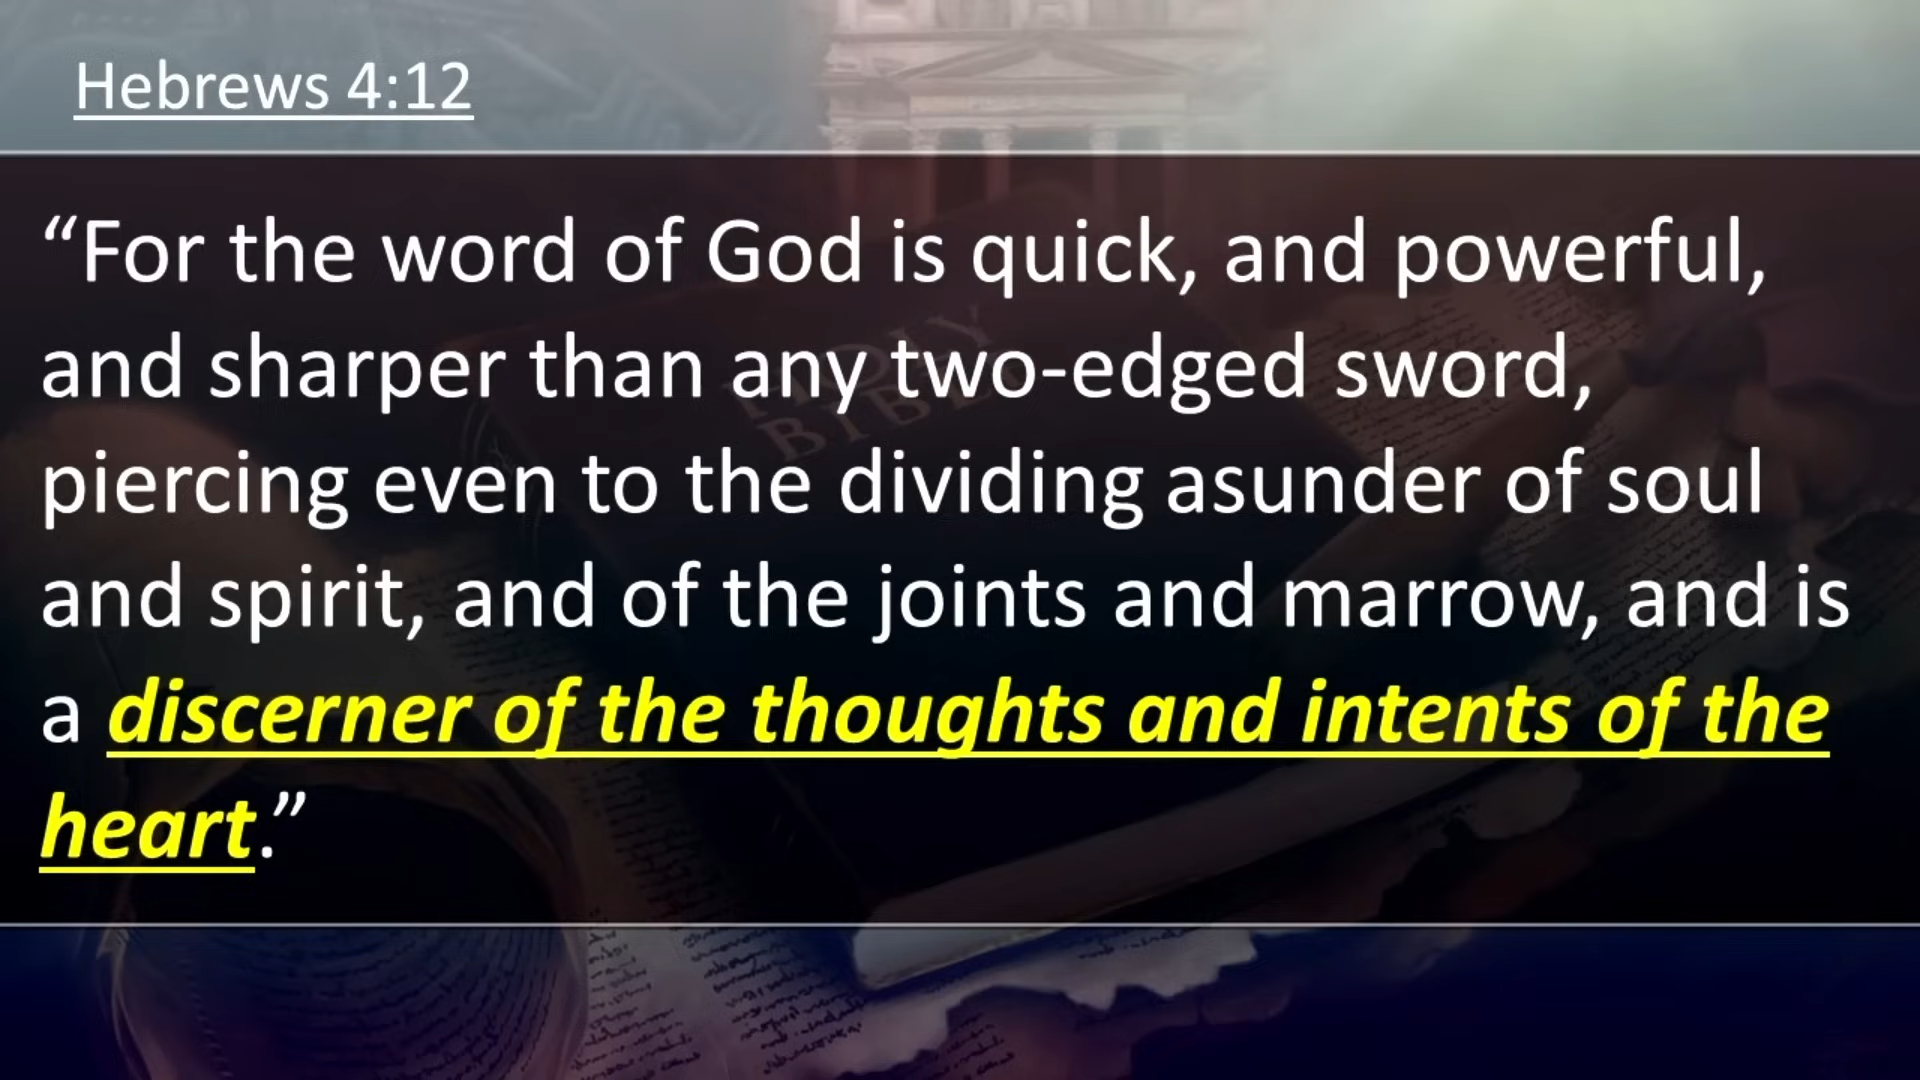 Hebrews 4:12
“For the word of God is quick, and powerful,
and sharper than any two-edged sword,
piercing even to the dividing asunder of soul
and spirit, and of the joints and marrow, and is
a discerner of the thoughts and intents of the
heart.”
HOLY
BIBLE